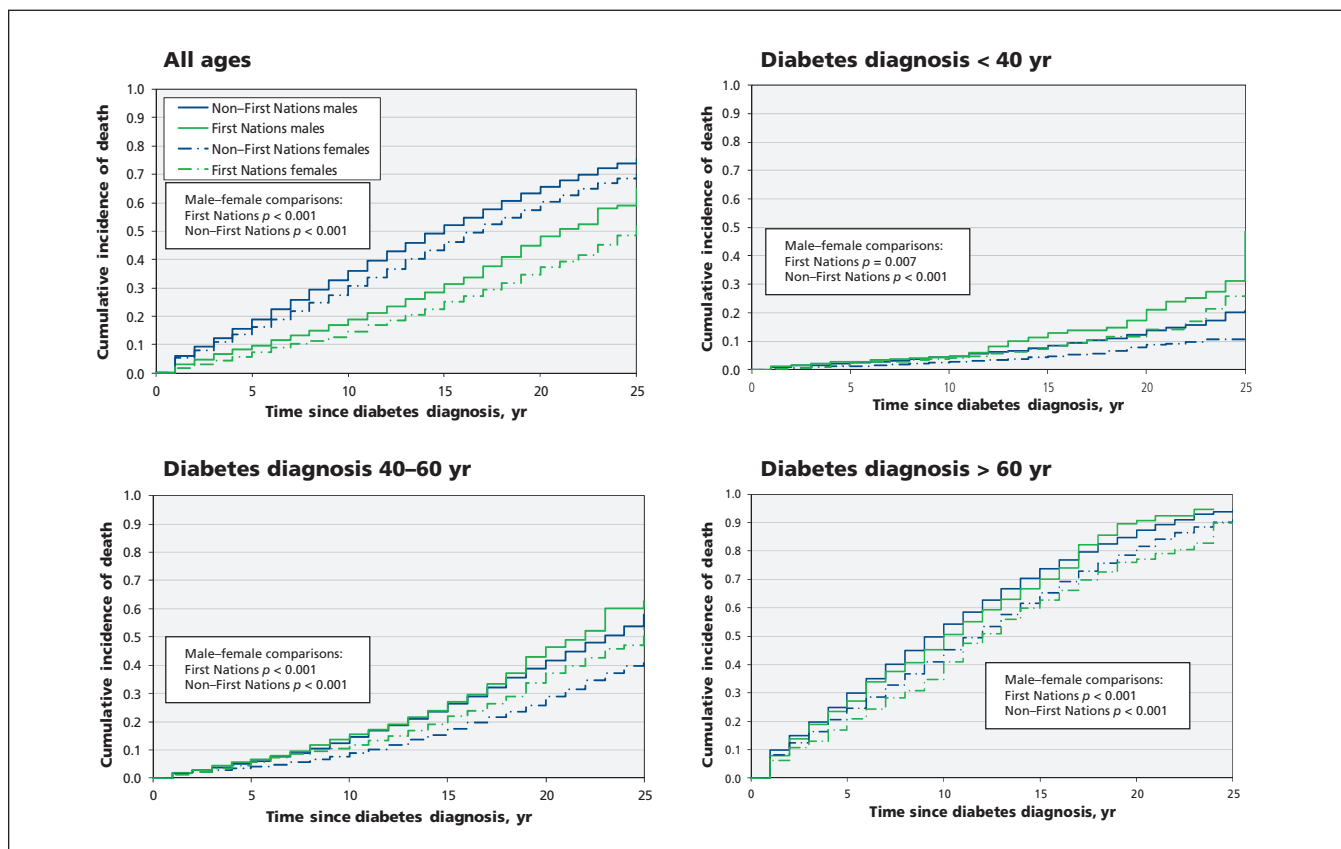 All ages
Cumulative incidence of death
1.0
0.9
0.8
0.7
0.6
0.5
0.4
0.3
0.2
0.1
0.0
Non–First Nations males
First Nations males
Non–First Nations females
First Nations females
Male–female comparisons:
First Nations p < 0.001
Non–First Nations p < 0.001
0 5 10 15 20 25
Time since diabetes diagnosis, yr
Diabetes diagnosis < 40 yr
Cumulative incidence of death
1.0
0.9
0.8
0.7
0.6
0.5
0.4
0.3
0.2
0.1
0.0
Male–female comparisons:
First Nations p = 0.007
Non–First Nations p < 0.001
0 5 10 15 20 25
Time since diabetes diagnosis, yr
Diabetes diagnosis 40–60 yr
Cumulative incidence of death
1.0
0.9
0.8
0.7
0.6
0.5
0.4
0.3
0.2
0.1
0.0
Male–female comparisons:
First Nations p < 0.001
Non–First Nations p < 0.001
0 5 10 15 20 25
Time since diabetes diagnosis, yr
Diabetes diagnosis > 60 yr
Cumulative incidence of death
1.0
0.9
0.8
0.7
0.6
0.5
0.4
0.3
0.2
0.1
0.0
Male–female comparisons:
First Nations p < 0.001
Non–First Nations p < 0.001
0 5 10 15 20 25
Time since diabetes diagnosis, yr